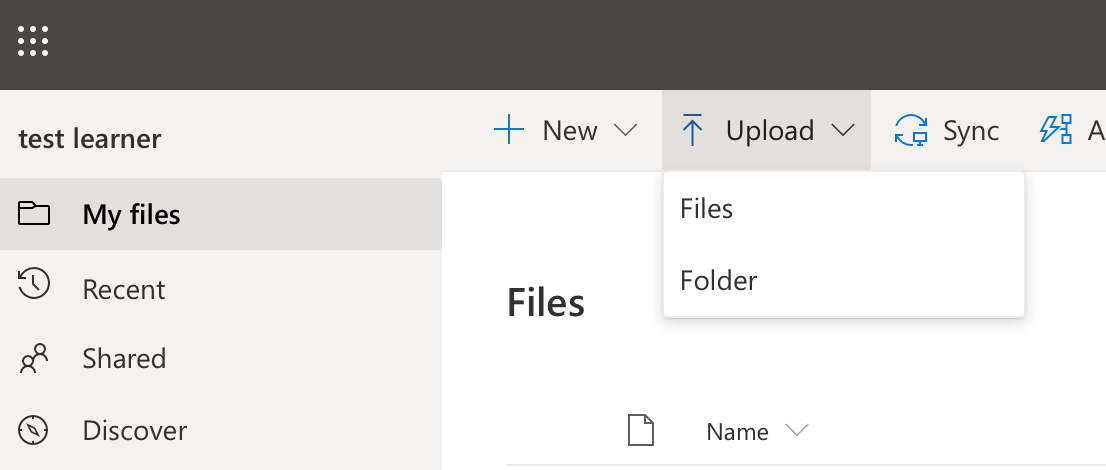 test learner
My files
Recent
Shared
Discover
New
Upload
Sync
A
Files
Folder
Files
Name